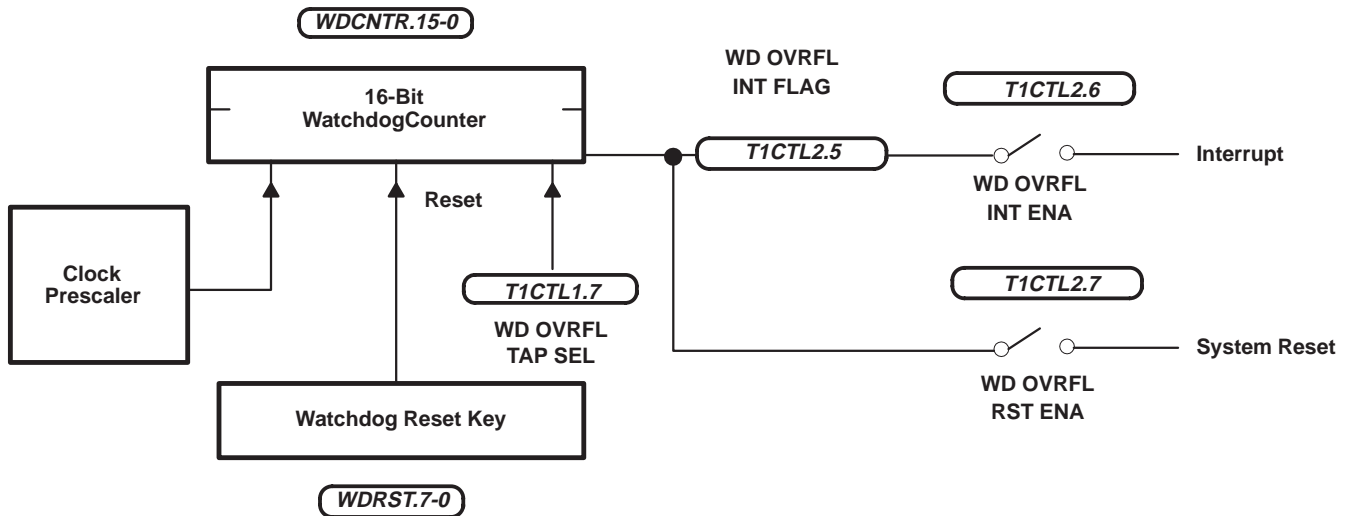 WDCNTR.15-0
16-Bit
WatchdogCounter
WD OVRFL
INT FLAG
T1CTL2.6
T1CTL2.5
Interrupt
WD OVRFL
INT ENA
Reset
Clock
Prescaler
T1CTL1.7
WD OVRFL
TAP SEL
T1CTL2.7
System Reset
WD OVRFL
RST ENA
Watchdog Reset Key
WDRST.7-0